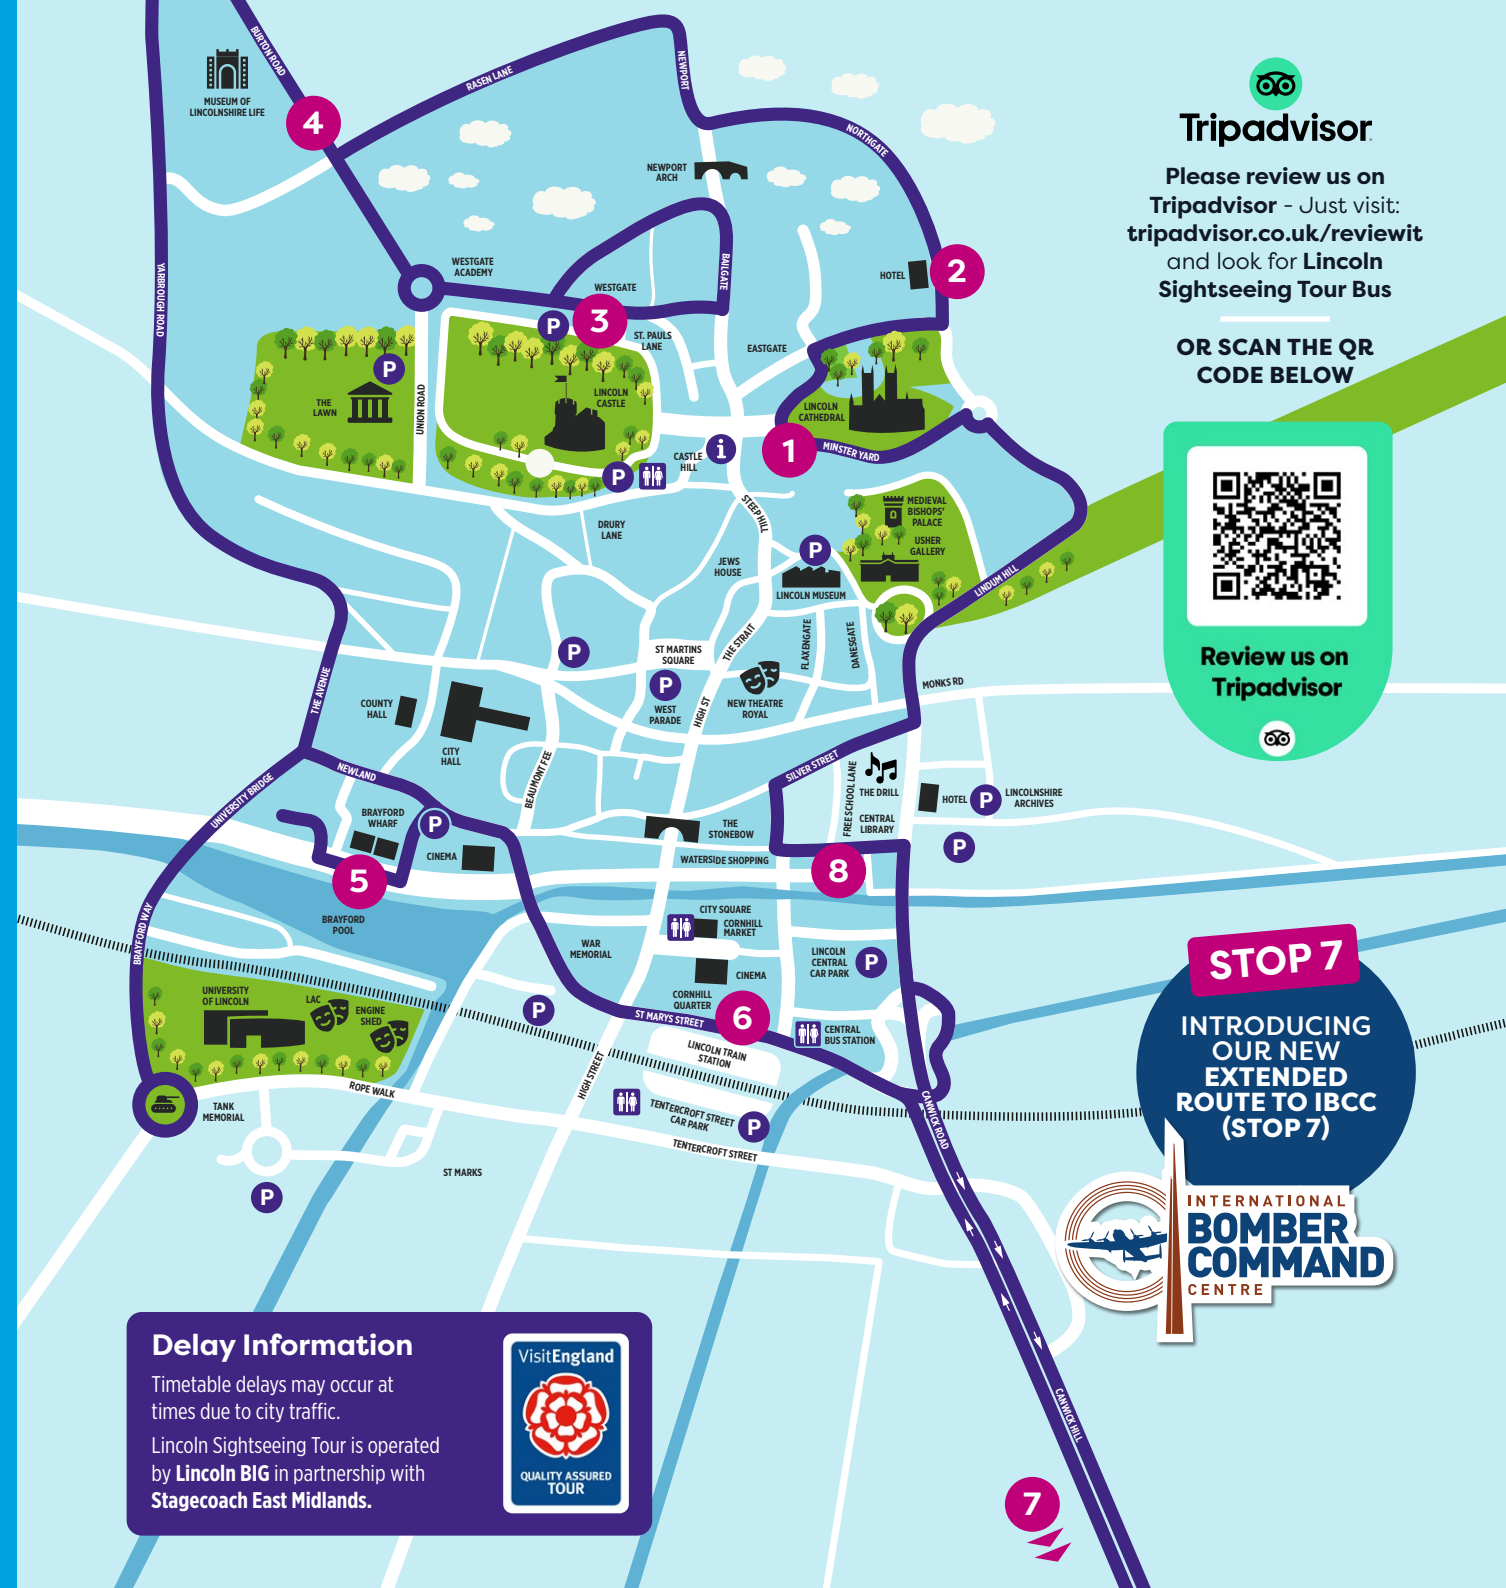 BURTON ROAD
MUSEUM OF
LINCOLNSHIRE LIFE
4
RASEN LANE
NEWPORT
NORTHGATE
NEWPORT
ARCH
YARBROUGH ROAD
WESTGATE
ACADEMY
WESTGATE
BAILGATE
HOTEL
2
P
3
ST. PAULS
LANE
EASTGATE
P
THE
LAWN
UNION ROAD
LINCOLN
CASTLE
LINCOLN
CATHEDRAL
1
MINSTER YARD
CASTLE
HILL
i
P
STEEP HILL
MEDIEVAL
BISHOPS'
PALACE
USHER
GALLERY
DRURY
LANE
JEWS
HOUSE
P
LINCOLN MUSEUM
LINDUM HILL
THE AVENUE
P
ST MARTINS
SQUARE
THE STRAIT
FLAXENGATE
DANESGATE
P
WEST
PARADE
HIGH ST
NEW THEATRE
ROYAL
MONKS RD
COUNTY
HALL
CITY
HALL
BEAUMONT FEE
NEWLAND
UNIVERSITY BRIDGE
SILVER STREET
FREE SCHOOL LANE
THE DRILL
CENTRAL
LIBRARY
HOTEL
P
LINCOLNSHIRE
ARCHIVES
P
BRAYFORD
WHARF
P
CINEMA
THE
STONEBOW
WATERSIDE SHOPPING
5
8
BRAYFORD
POOL
BRAYFORD WAY
CITY SQUARE
CORNHILL
MARKET
WAR
MEMORIAL
CINEMA
LINCOLN
CENTRAL
CAR PARK
P
CORNHILL
QUARTER
UNIVERSITY
OF LINCOLN
LAC
ENGINE
SHED
P
ST MARYS STREET
6
CENTRAL
BUS STATION
LINCOLN TRAIN
STATION
HIGH STREET
ROPE WALK
TANK
MEMORIAL
TENTERCROFT STREET
CAR PARK
P
TENTERCROFT STREET
CANWICK ROAD
ST MARKS
P
CANWICK HILL
7
Tripadvisor
Please review us on
Tripadvisor - Just visit:
tripadvisor.co.uk/reviewit
and look for Lincoln
Sightseeing Tour Bus
OR SCAN THE QR
CODE BELOW
Review us on
Tripadvisor
STOP 7
INTRODUCING
OUR NEW
EXTENDED
ROUTE TO IBCC
(STOP 7)
INTERNATIONAL
BOMBER
COMMAND
CENTRE
Delay Information
Timetable delays may occur at
times due to city traffic.
Lincoln Sightseeing Tour is operated
by Lincoln BIG in partnership with
Stagecoach East Midlands.
VisitEngland
QUALITY ASSURED
TOUR